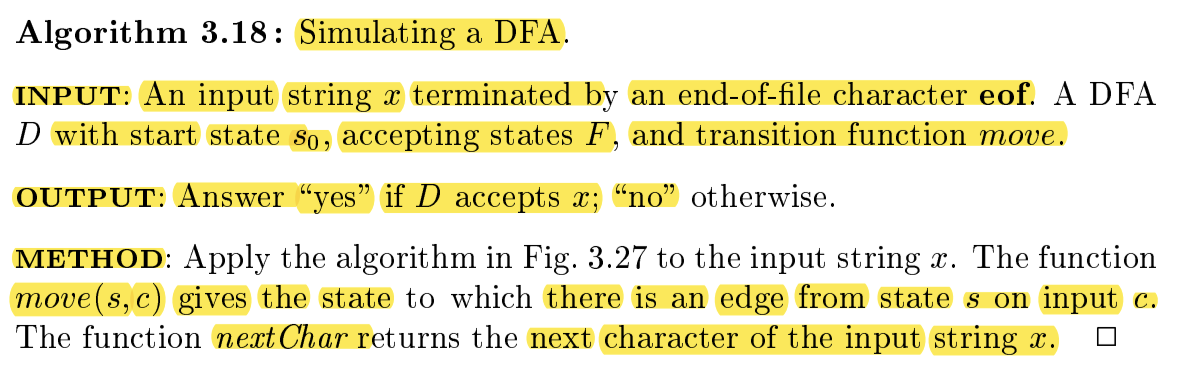 Algorithm 3.18: Simulating a DFA.
INPUT: An input string x terminated by an end-of-file character eof. A DFA
D with start state s₀, accepting states F, and transition function move.
OUTPUT: Answer “yes” if D accepts x; “no” otherwise.
METHOD: Apply the algorithm in Fig. 3.27 to the input string x. The function
move(s,c) gives the state to which there is an edge from state s on input c.
The function nextChar returns the next character of the input string x. □